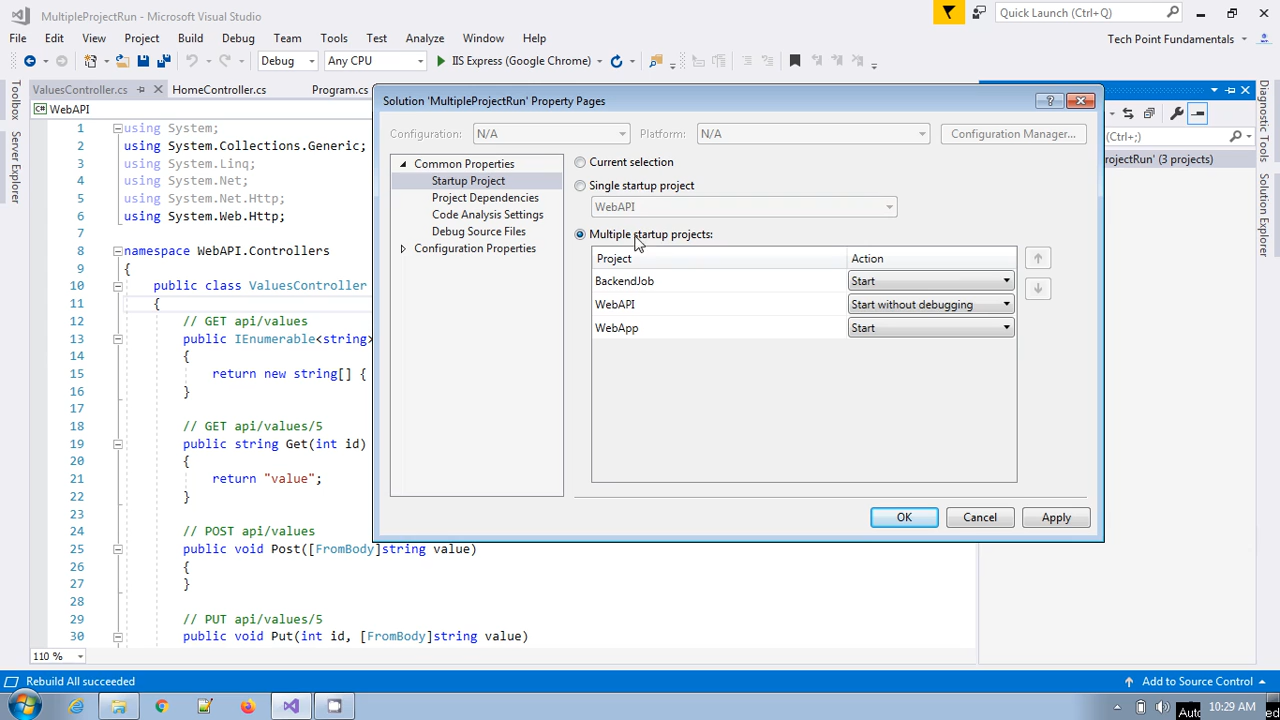 MultipleProjectRun - Microsoft Visual Studio
Quick Launch (Ctrl+Q)
File Edit View Project Build Debug Team Tools Test Analyze Window Help
Tech Point Fundamentals
Debug Any CPU IIS Express (Google Chrome)
ValuesController.cs HomeController.cs Program.cs
WebAPI
Toolbox
Server Explorer
Diagnostic Tools
Solution Explorer
(Ctrl+;)
rojectRun' (3 projects)
1 using System;
2 using System.Collections.Generic;
3 using System.Linq;
4 using System.Net;
5 using System.Net.Http;
6 using System.Web.Http;
7
8 namespace WebAPI.Controllers
9 {
10 public class ValuesController
11 {
12 // GET api/values
13 public IEnumerable<string>
14 {
15 return new string[] {
16 }
17
18 // GET api/values/5
19 public string Get(int id)
20 {
21 return "value";
22 }
23
24 // POST api/values
25 public void Post([FromBody]string value)
26 {
27 }
28
29 // PUT api/values/5
30 public void Put(int id, [FromBody]string value)
110 %
Solution 'MultipleProjectRun' Property Pages
Configuration: N/A Platform: N/A Configuration Manager...
Common Properties
Startup Project
Project Dependencies
Code Analysis Settings
Debug Source Files
Configuration Properties
Current selection
Single startup project
WebAPI
Multiple startup projects:
Project Action
BackendJob Start
WebAPI Start without debugging
WebApp Start
OK Cancel Apply
Rebuild All succeeded
Add to Source Control
10:29 AM